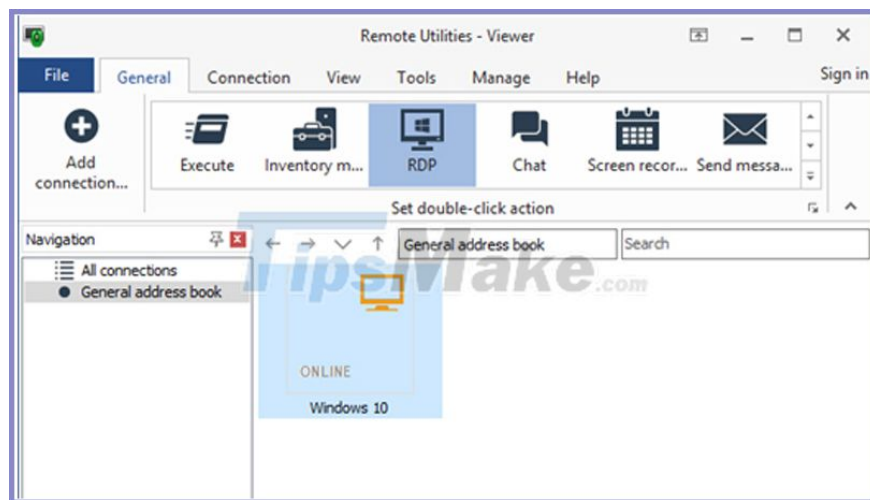 Remote Utilities - Viewer
File General Connection View Tools Manage Help Sign in
Add connection...
Execute Inventory m... RDP Chat Screen recor... Send messa...
Set double-click action
Navigation
General address book
Search
All connections
General address book
TipsMake.com
ONLINE
Windows 10